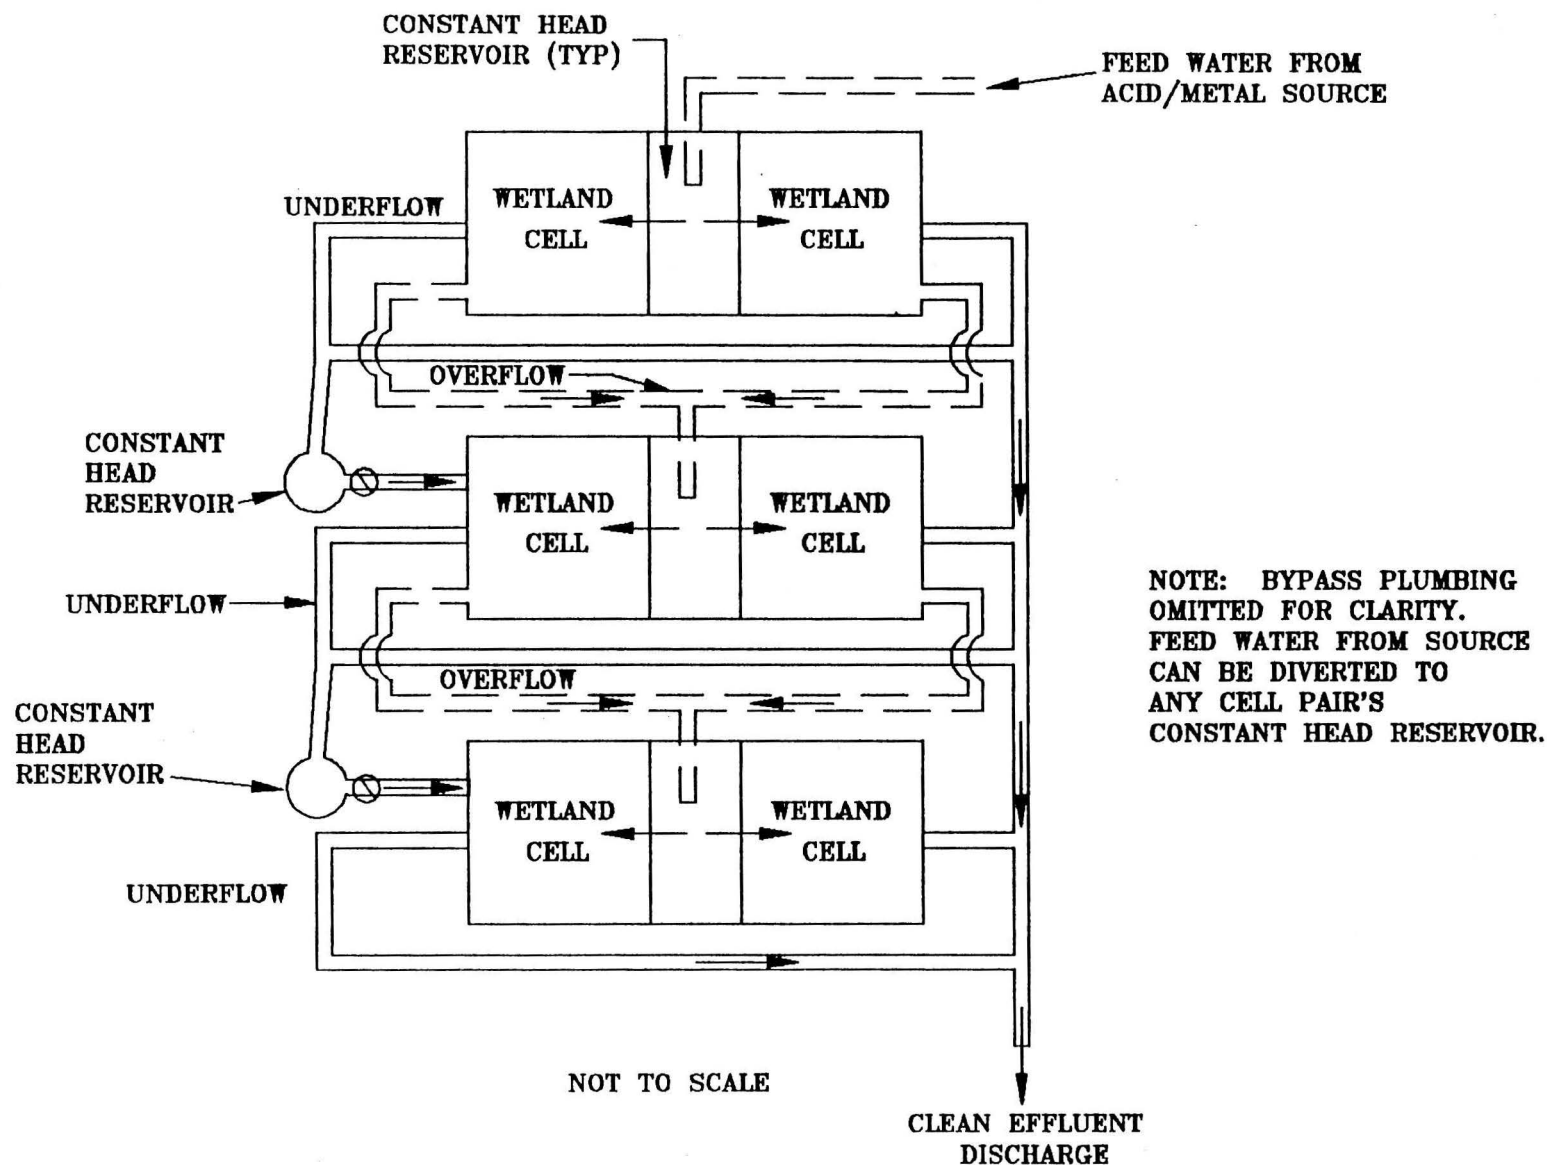 CONSTANT HEAD
RESERVOIR (TYP)
FEED WATER FROM
ACID/METAL SOURCE
UNDERFLOW
WETLAND
CELL
WETLAND
CELL
OVERFLOW
CONSTANT
HEAD
RESERVOIR
WETLAND
CELL
WETLAND
CELL
UNDERFLOW
NOTE: BYPASS PLUMBING
OMITTED FOR CLARITY.
FEED WATER FROM SOURCE
CAN BE DIVERTED TO
ANY CELL PAIR'S
CONSTANT HEAD RESERVOIR.
OVERFLOW
CONSTANT
HEAD
RESERVOIR
WETLAND
CELL
WETLAND
CELL
UNDERFLOW
NOT TO SCALE
CLEAN EFFLUENT
DISCHARGE